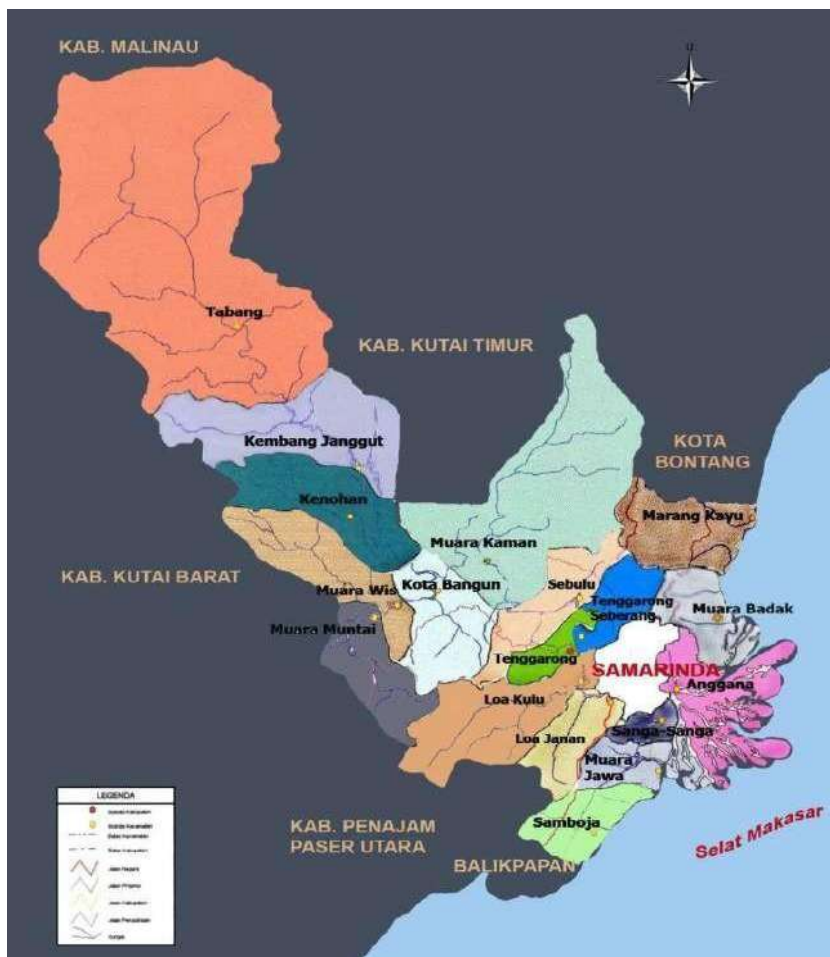 KAB. MALINAU
U
Tabang
KAB. KUTAI TIMUR
Kembang Janggut
KOTA
BONTANG
Kenohan
Marang Kayu
Muara Kaman
KAB. KUTAI BARAT
Muara Wis
Kota Bangun
Sebulu
Tenggarong
Seberang
Muara Badak
Muara Muntai
Tenggarong
SAMARINDA
Anggana
Loa Kulu
Sanga-Sanga
Loa Janan
Muara
Jawa
LEGENDA
KAB. PENAJAM
PASER UTARA
Samboja
Selat Makasar
BALIKPAPAN